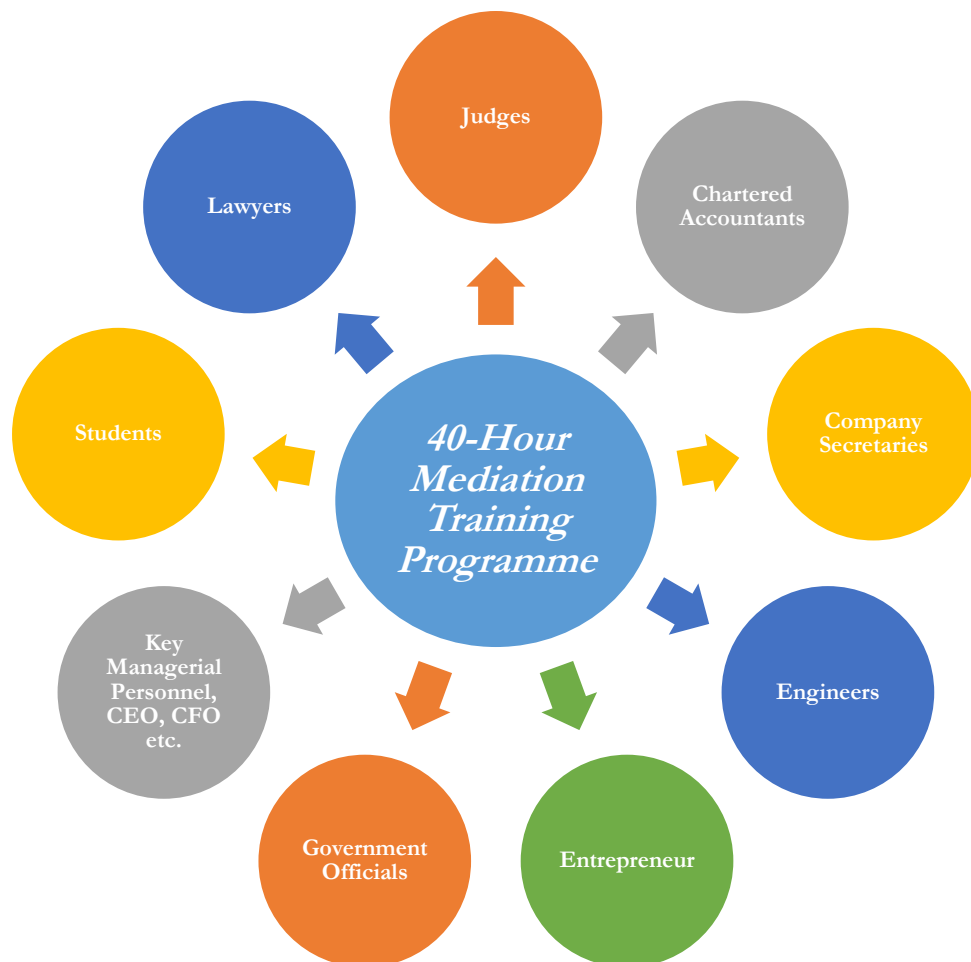 Judges
Lawyers
Chartered
Accountants
Students
40-Hour
Mediation
Training
Programme
Company
Secretaries
Key
Managerial
Personnel,
CEO, CFO
etc.
Engineers
Government
Officials
Entrepreneur